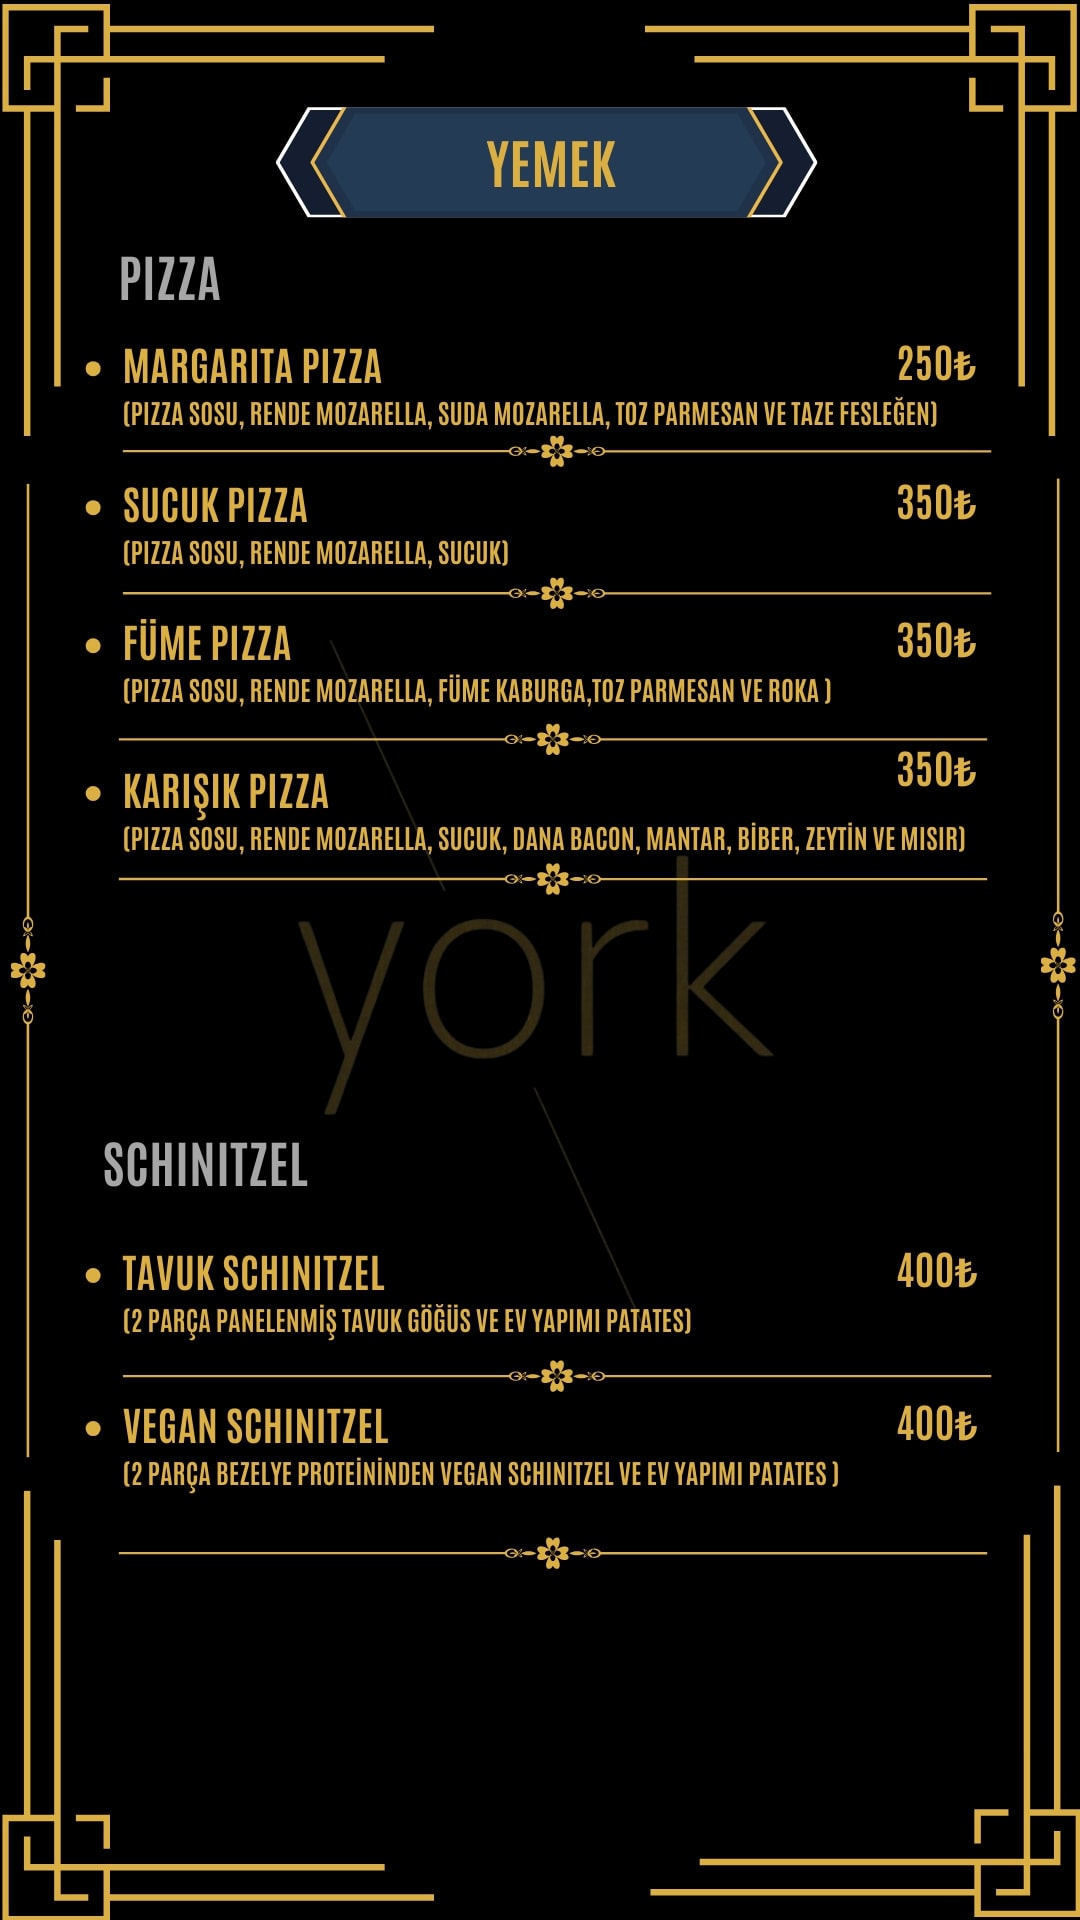 YEMEK
PIZZA
MARGARITA PIZZA 250₺
(PIZZA SOSU, RENDE MOZARELLA, SUDA MOZARELLA, TOZ PARMESAN VE TAZE FESLEĞEN)
SUCUK PIZZA 350₺
(PIZZA SOSU, RENDE MOZARELLA, SUCUK)
FÜME PIZZA 350₺
(PIZZA SOSU, RENDE MOZARELLA, FÜME KABURGA,TOZ PARMESAN VE ROKA )
KARIŞIK PIZZA 350₺
(PIZZA SOSU, RENDE MOZARELLA, SUCUK, DANA BACON, MANTAR, BİBER, ZEYTİN VE MISIR)
york
SCHINITZEL
TAVUK SCHINITZEL 400₺
(2 PARÇA PANELENMİŞ TAVUK GÖĞÜS VE EV YAPIMI PATATES)
VEGAN SCHINITZEL 400₺
(2 PARÇA BEZELYE PROTEİNİNDEN VEGAN SCHINITZEL VE EV YAPIMI PATATES )